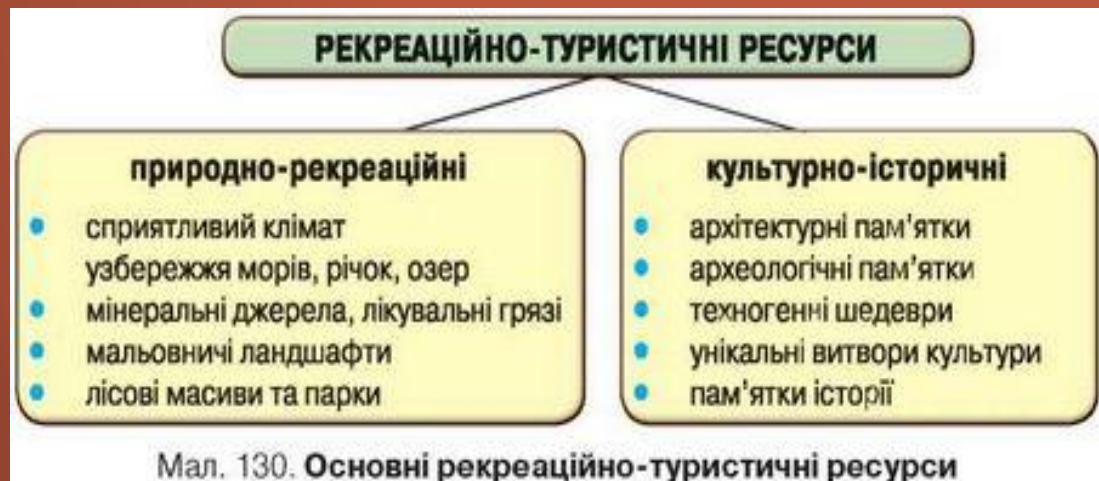 РЕКРЕАЦІЙНО-ТУРИСТИЧНІ РЕСУРСИ
природно-рекреаційні
• сприятливий клімат
узбережжя морів, річок, озер
• мінеральні джерела, лікувальні грязі
• мальовничі ландшафти
• лісові масиви та парки
культурно-історичні
• архітектурні пам’ятки
• археологічні пам’ятки
• техногенні шедеври
• унікальні витвори культури
• пам’ятки історії
Мал. 130. Основні рекреаційно-туристичні ресурси